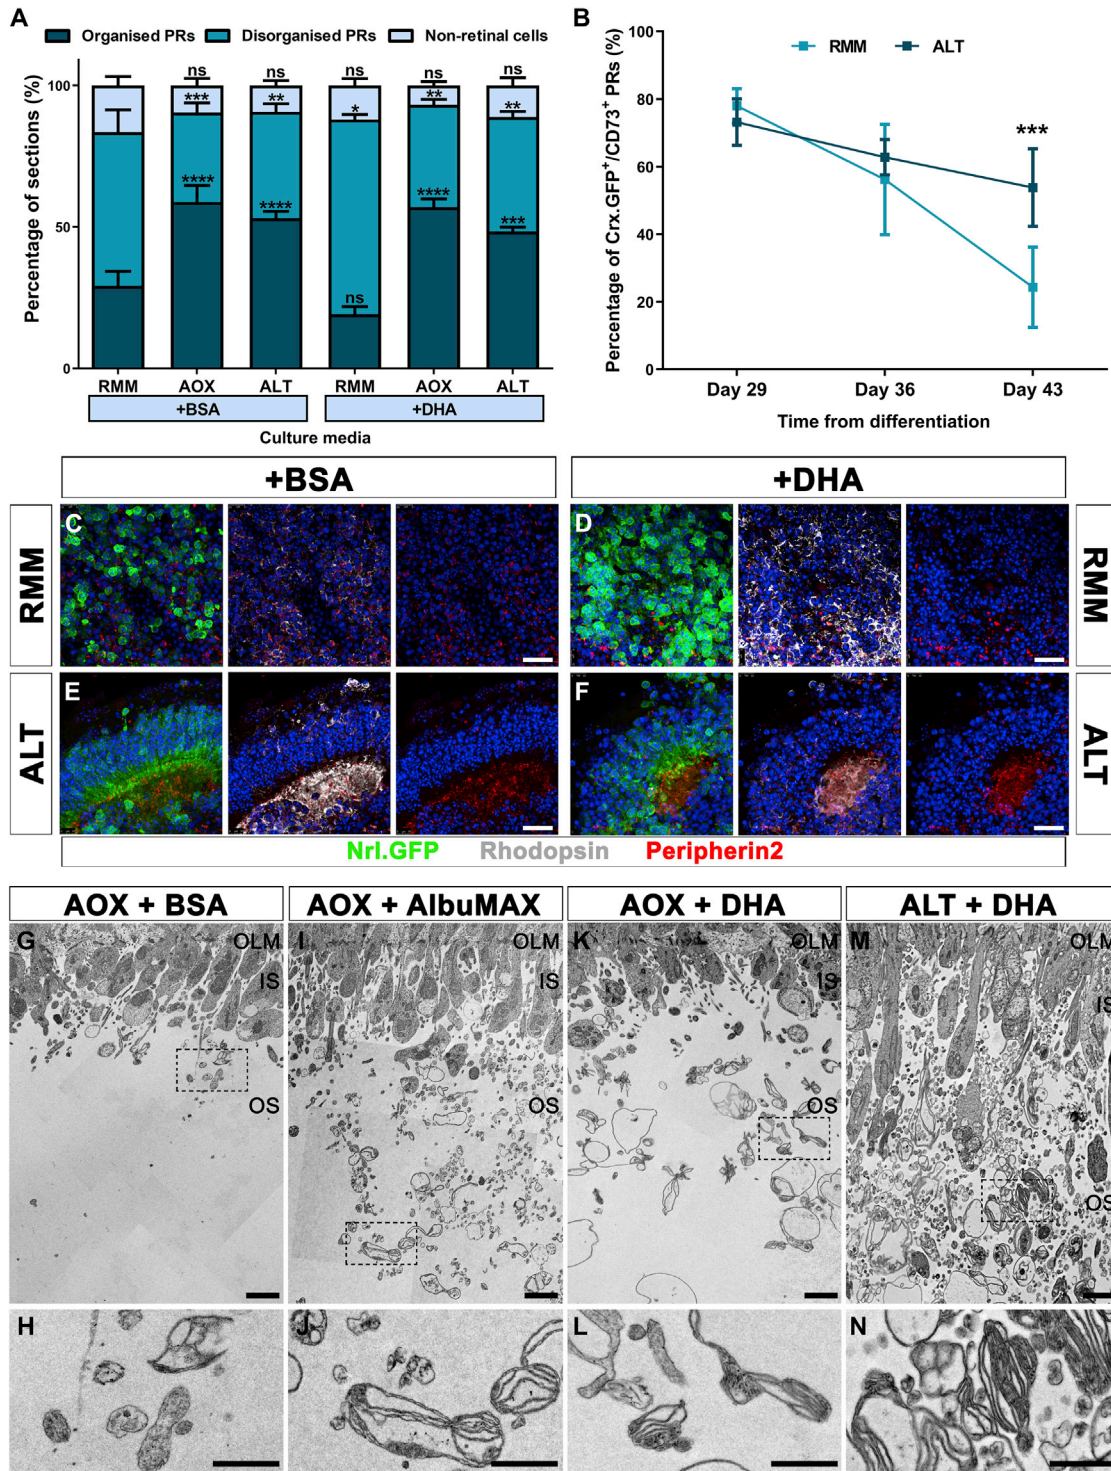 A
Organised PRs Disorganised PRs Non-retinal cells
Percentage of sections (%)
100
50
0
ns ns ns ns ns
*** ** * ** **
**** **** ns **** ***
RMM AOX ALT RMM AOX ALT
+BSA +DHA
Culture media
B
RMM ALT
Percentage of Crx.GFP+/CD73+ PRs (%)
100
80
60
40
20
0
***
Day 29 Day 36 Day 43
Time from differentiation
+BSA +DHA
RMM C D RMM
ALT E F ALT
Nrl.GFP Rhodopsin Peripherin2
AOX + BSA AOX + AlbuMAX AOX + DHA ALT + DHA
G OLM I OLM K OLM M OLM
IS IS IS IS
OS OS OS OS
H J L N